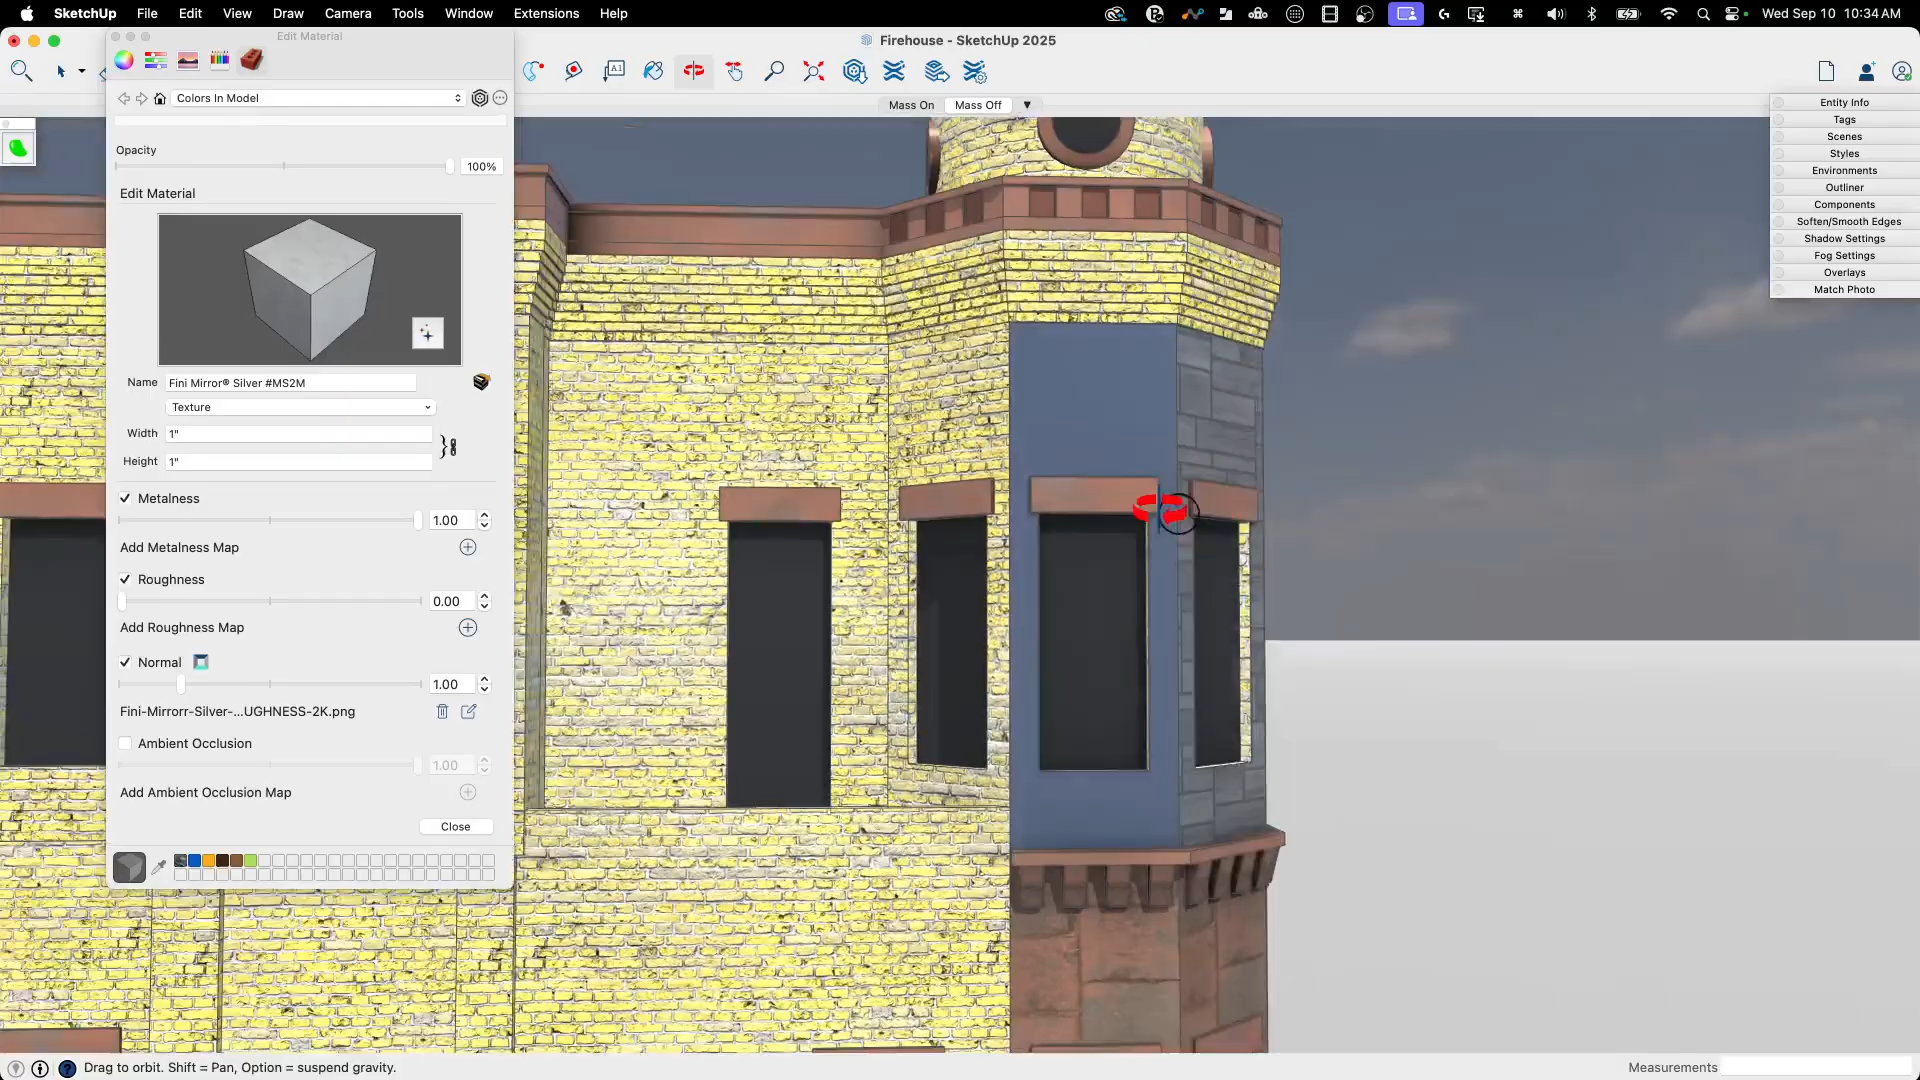 SketchUp File Edit View Draw Camera Tools Window Extensions Help Wed Sep 10 10:34 AM
Edit Material
Firehouse - SketchUp 2025
A1
Colors In Model
Mass On Mass Off
Opacity
100%
Edit Material
Name Fini Mirror® Silver #MS2M
Texture
Width 1"
Height 1"
Metalness
1.00
Add Metalness Map
Roughness
0.00
Add Roughness Map
Normal
1.00
Fini-Mirrorr-Silver-...UGHNESS-2K.png
Ambient Occlusion
1.00
Add Ambient Occlusion Map
Close
Entity Info
Tags
Scenes
Styles
Environments
Outliner
Components
Soften/Smooth Edges
Shadow Settings
Fog Settings
Overlays
Match Photo
Drag to orbit. Shift = Pan, Option = suspend gravity.
Measurements